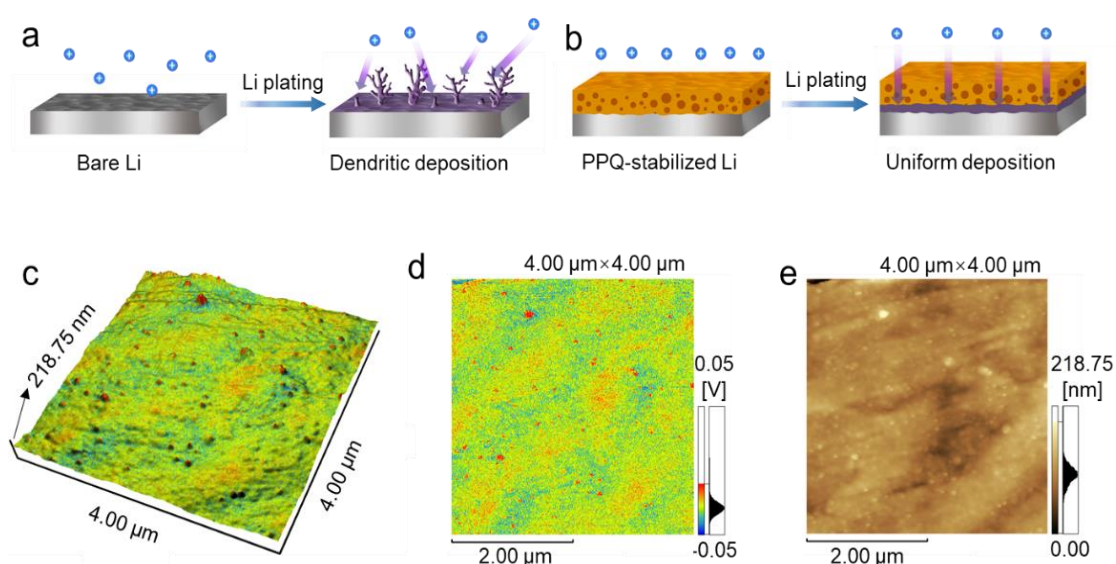 a
Li plating
Bare Li
Dendritic deposition
b
Li plating
PPQ-stabilized Li
Uniform deposition
c
218.75 nm
4.00 μm
4.00 μm
d
4.00 μm×4.00 μm
0.05
[V]
-0.05
2.00 μm
e
4.00 μm×4.00 μm
218.75
[nm]
0.00
2.00 μm